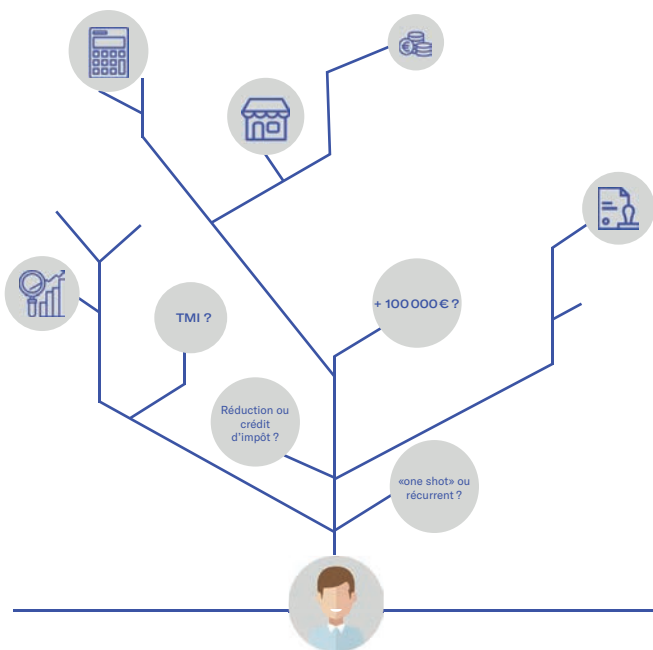 + 100 000 € ?
TMI ?
Réduction ou
crédit
d'impôt ?
«one shot» ou
récurrent ?